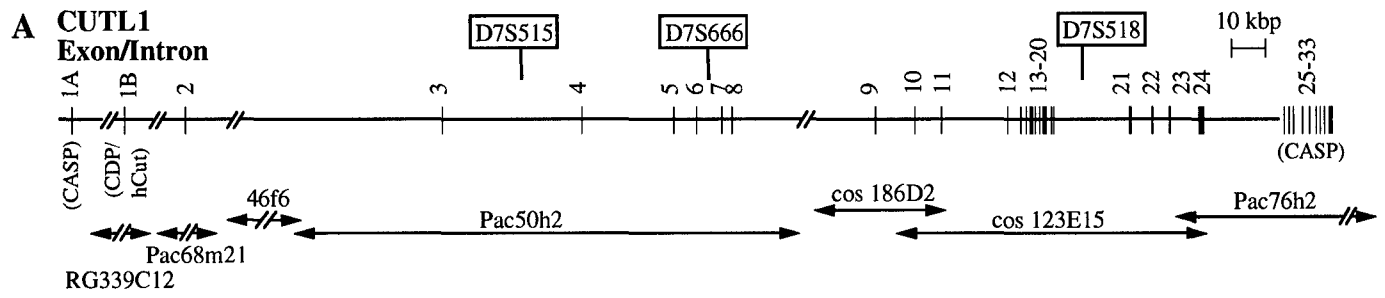 A CUTL1
Exon/Intron
D7S515
D7S666
D7S518
10 kbp
1A
1B
2
3
4
5
6
7
8
9
10
11
12
13-20
21
22
23
24
25-33
(CASP)
(CDP/
hCut)
(CASP)
46f6
Pac50h2
cos 186D2
cos 123E15
Pac76h2
Pac68m21
RG339C12